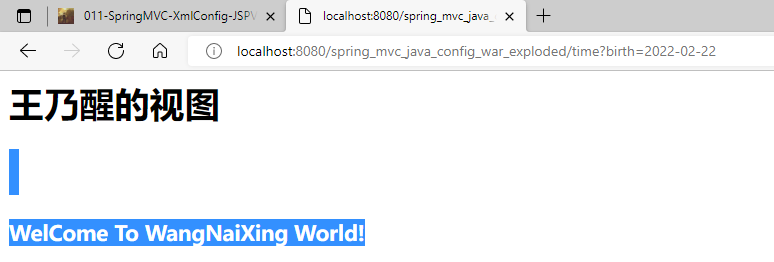 011-SpringMVC-XmlConfig-JSPV
localhost:8080/spring_mvc_java_c
localhost:8080/spring_mvc_java_config_war_exploded/time?birth=2022-02-22
王乃醒的视图
WelCome To WangNaiXing World!